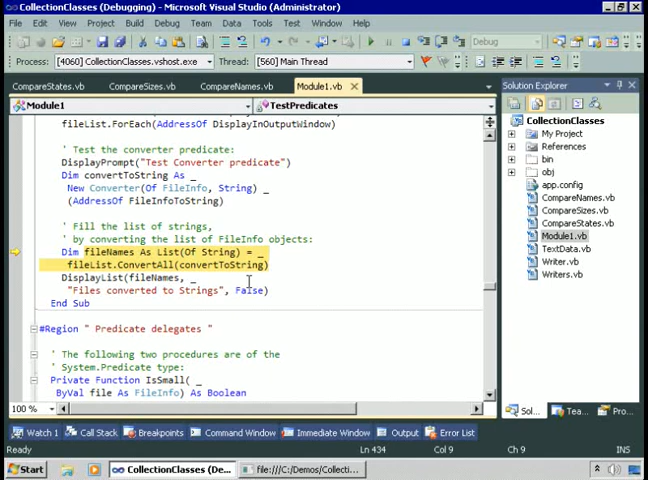 CollectionClasses (Debugging) - Microsoft Visual Studio (Administrator)
File Edit View Project Build Debug Team Data Tools Test Window Help
Debug
Process: [4060] CollectionClasses.vshost.exe Thread: [560] Main Thread
CompareStates.vb CompareSizes.vb CompareNames.vb Module1.vb
Module1 TestPredicates
fileList.ForEach(AddressOf DisplayInOutputWindow)
' Test the converter predicate:
DisplayPrompt("Test Converter predicate")
Dim convertToString As _
New Converter(Of FileInfo, String) _
(AddressOf FileInfoToString)
' Fill the list of strings,
' by converting the list of FileInfo objects:
Dim fileNames As List(Of String) = _
fileList.ConvertAll(convertToString)
DisplayList(fileNames, _
"Files converted to Strings", False)
End Sub
#Region " Predicate delegates "
' The following two procedures are of the
' System.Predicate type:
Private Function IsSmall( _
ByVal file As FileInfo) As Boolean
100 %
Solution Explorer
CollectionClasses
My Project
References
bin
obj
app.config
CompareNames.vb
CompareSizes.vb
CompareStates.vb
Module1.vb
TextData.vb
Writer.vb
Writers.vb
Sol... Tea... Pro...
Watch 1 Call Stack Breakpoints Command Window Immediate Window Output Error List
Ready Ln 434 Col 9 Ch 9 INS
Start CollectionClasses (De... file:///C:/Demos/Collecti...